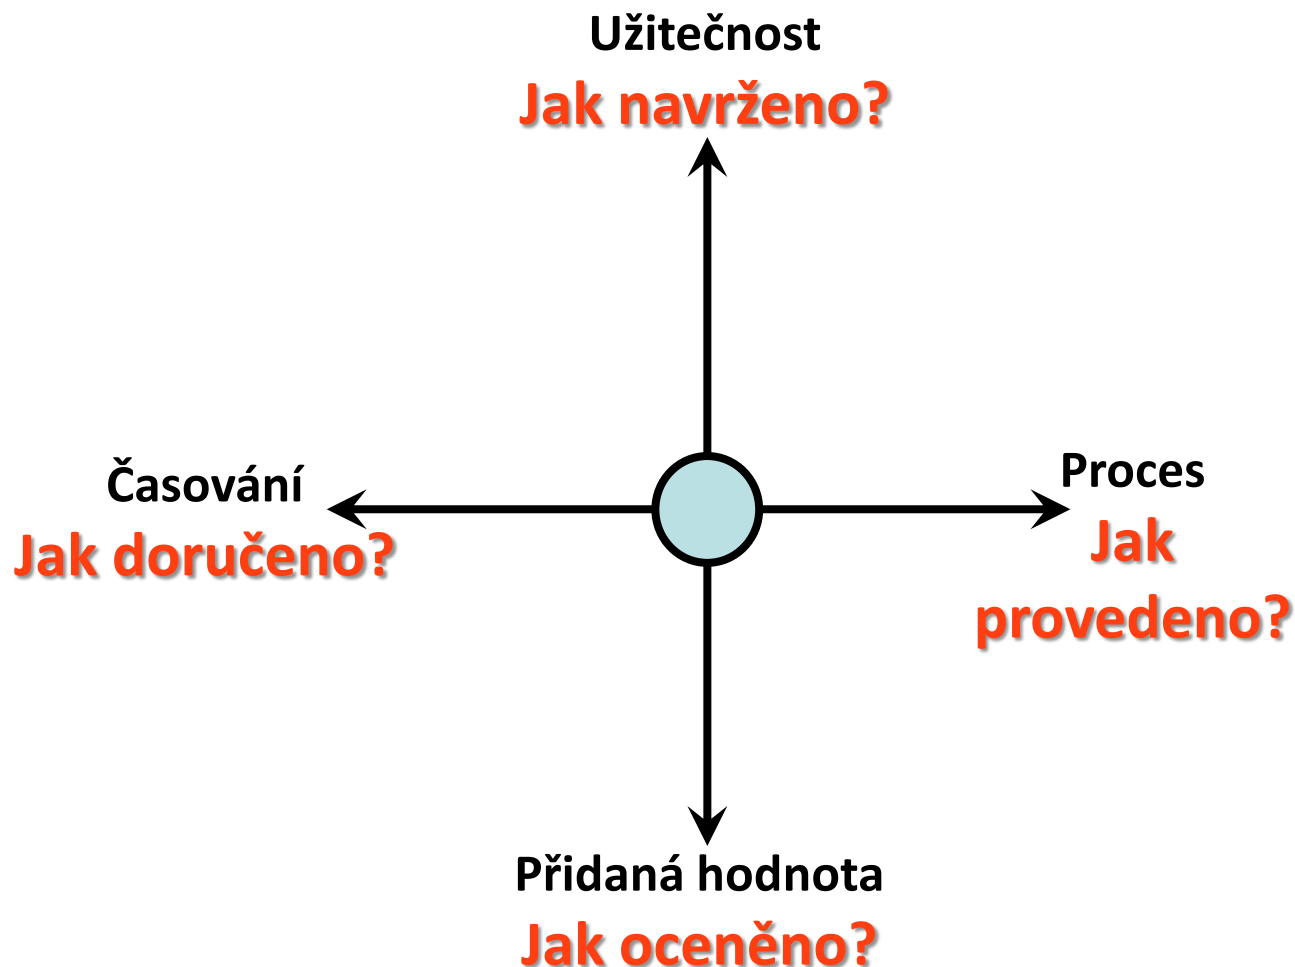 Užitečnost
Jak navrženo?
Časování
Jak doručeno?
Proces
Jak
provedeno?
Přidaná hodnota
Jak oceněno?